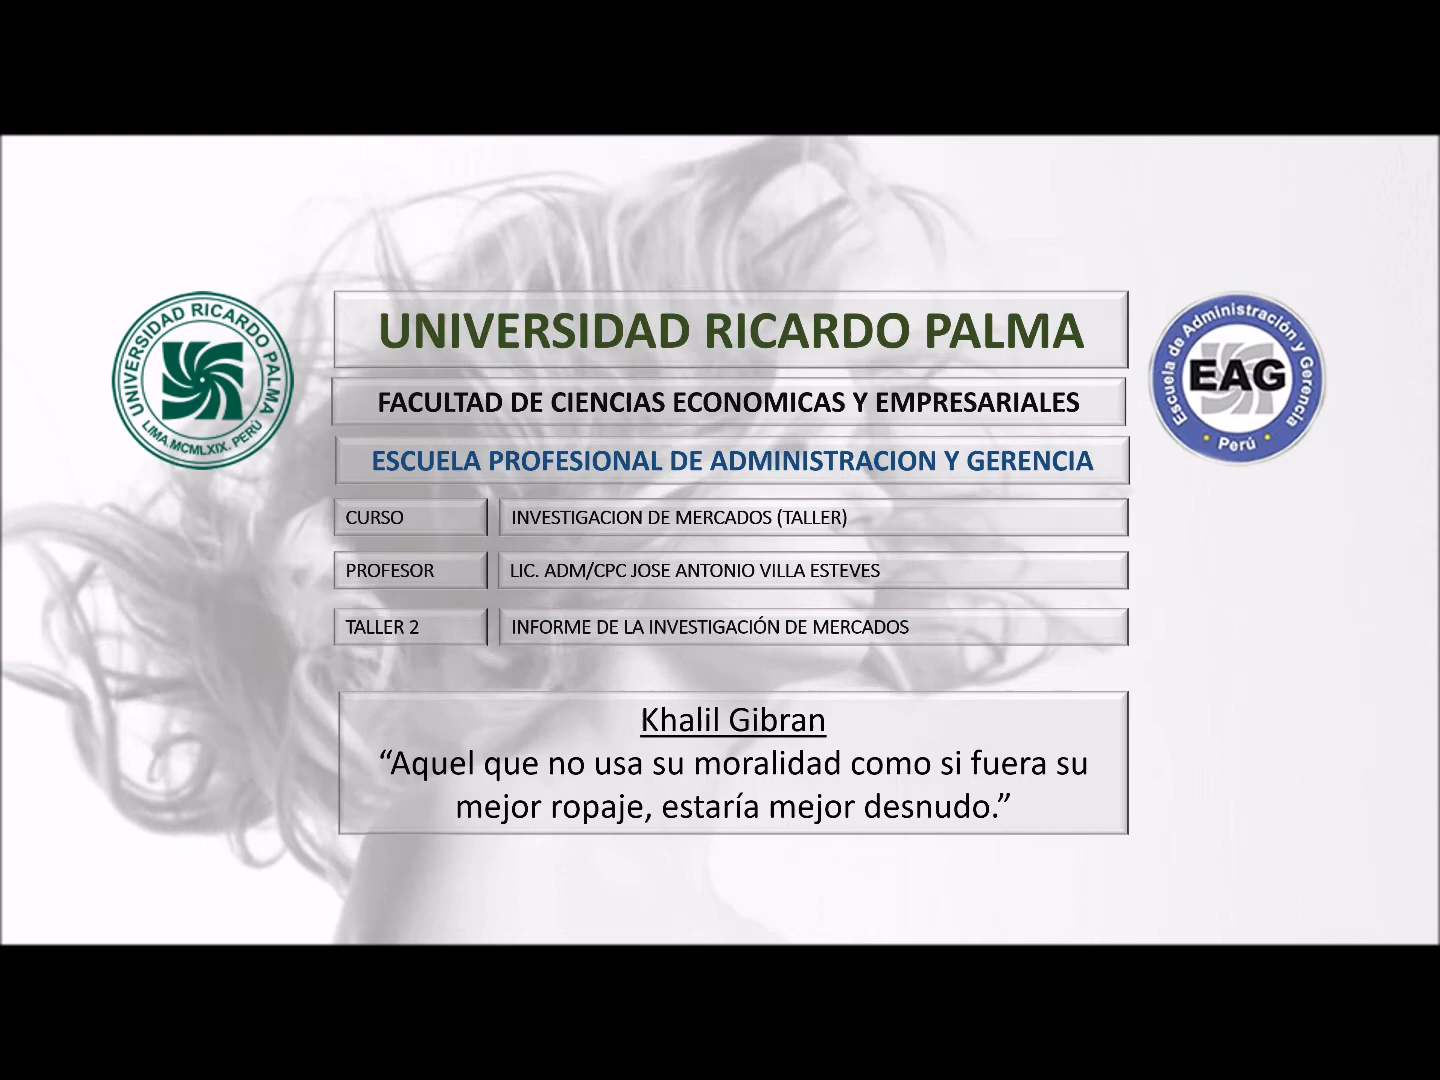 UNIVERSIDAD RICARDO PALMA
LIMA.MCMLXIX. PERÚ
UNIVERSIDAD RICARDO PALMA
FACULTAD DE CIENCIAS ECONOMICAS Y EMPRESARIALES
ESCUELA PROFESIONAL DE ADMINISTRACION Y GERENCIA
Escuela de Administración y Gerencia
EAG
Perú
CURSO INVESTIGACION DE MERCADOS (TALLER)
PROFESOR LIC. ADM/CPC JOSE ANTONIO VILLA ESTEVES
TALLER 2 INFORME DE LA INVESTIGACIÓN DE MERCADOS
Khalil Gibran
“Aquel que no usa su moralidad como si fuera su
mejor ropaje, estaría mejor desnudo.”